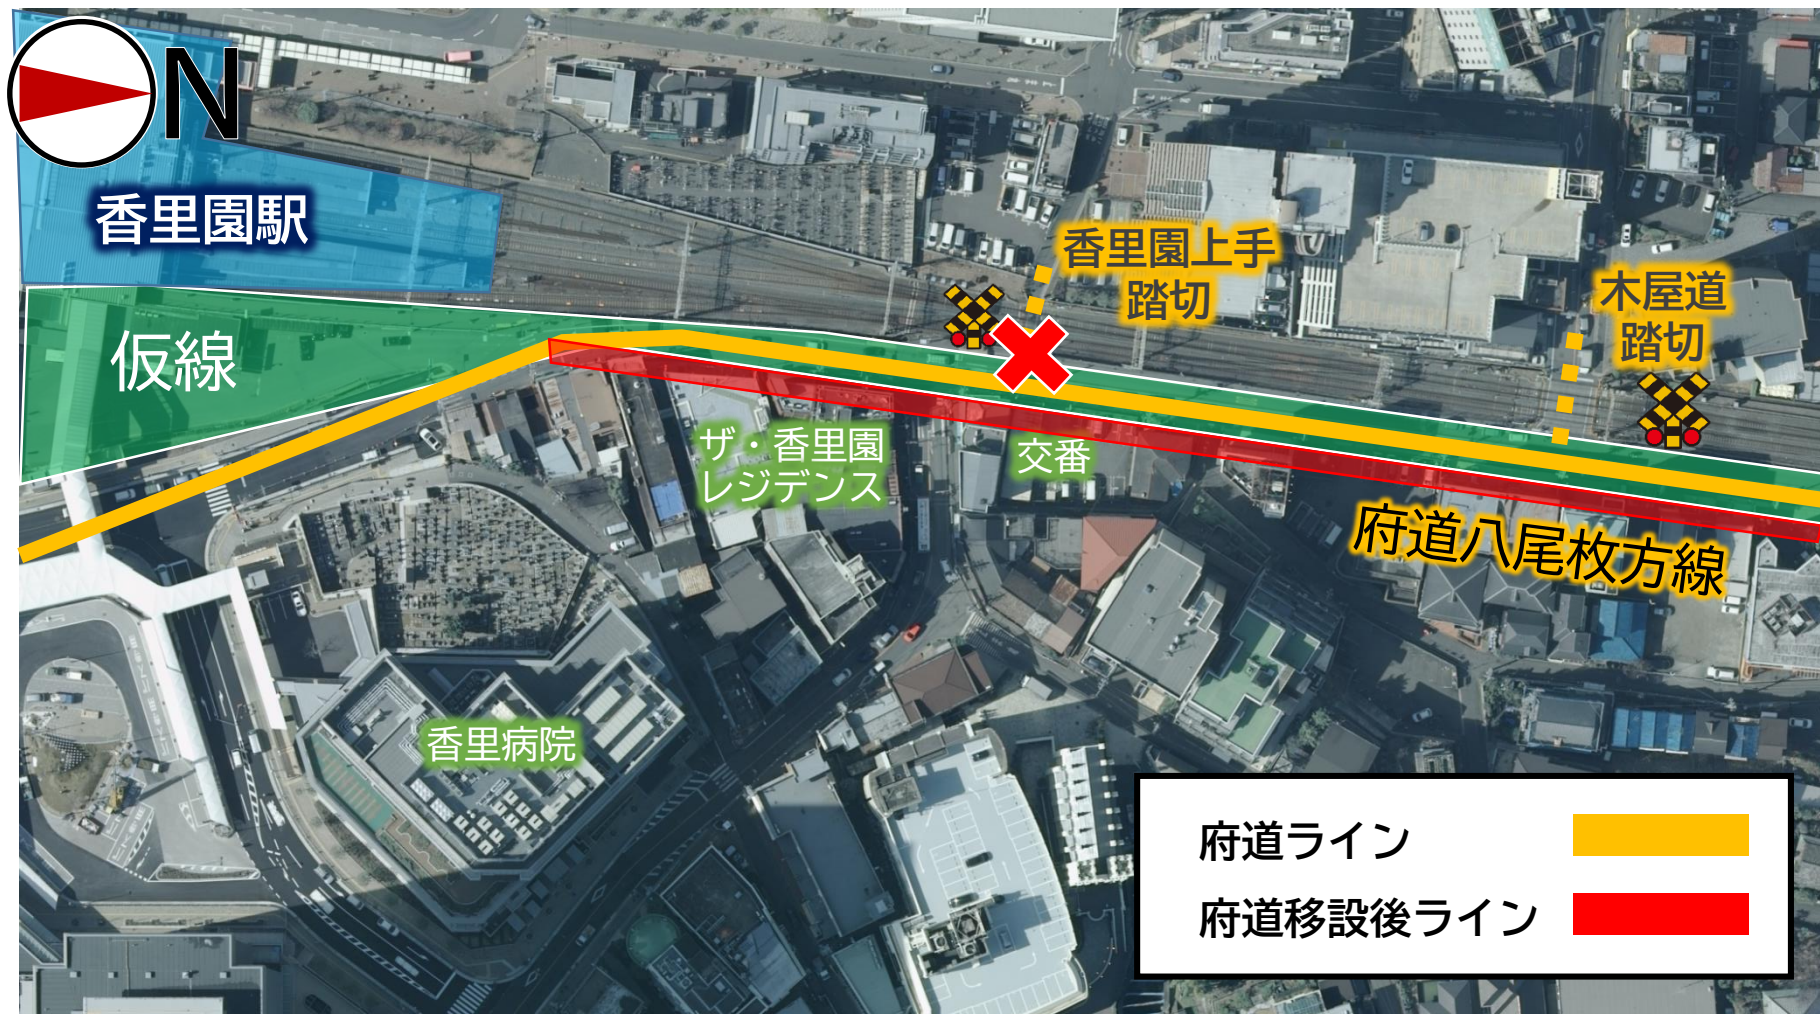 N
香里園駅
仮線
香里園上手
踏切
木屋道
踏切
ザ・香里園
レジデンス
交番
府道八尾枚方線
香里病院
府道ライン
府道移設後ライン